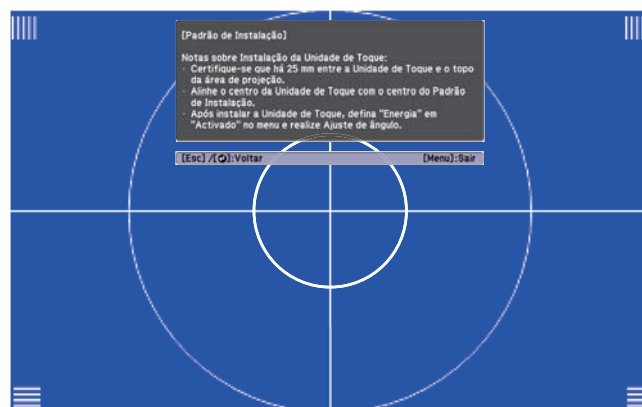 [Padrão de Instalação]
Notas sobre Instalação da Unidade de Toque:
· Certifique-se que há 25 mm entre a Unidade de Toque e o topo
da área de projeção.
· Alinhe o centro da Unidade de Toque com o centro do Padrão
de Instalação.
· Após instalar a Unidade de Toque, defina "Energia" em
"Activado" no menu e realize Ajuste de ângulo.
[Esc] /[⮐]:Voltar [Menu]:Sair